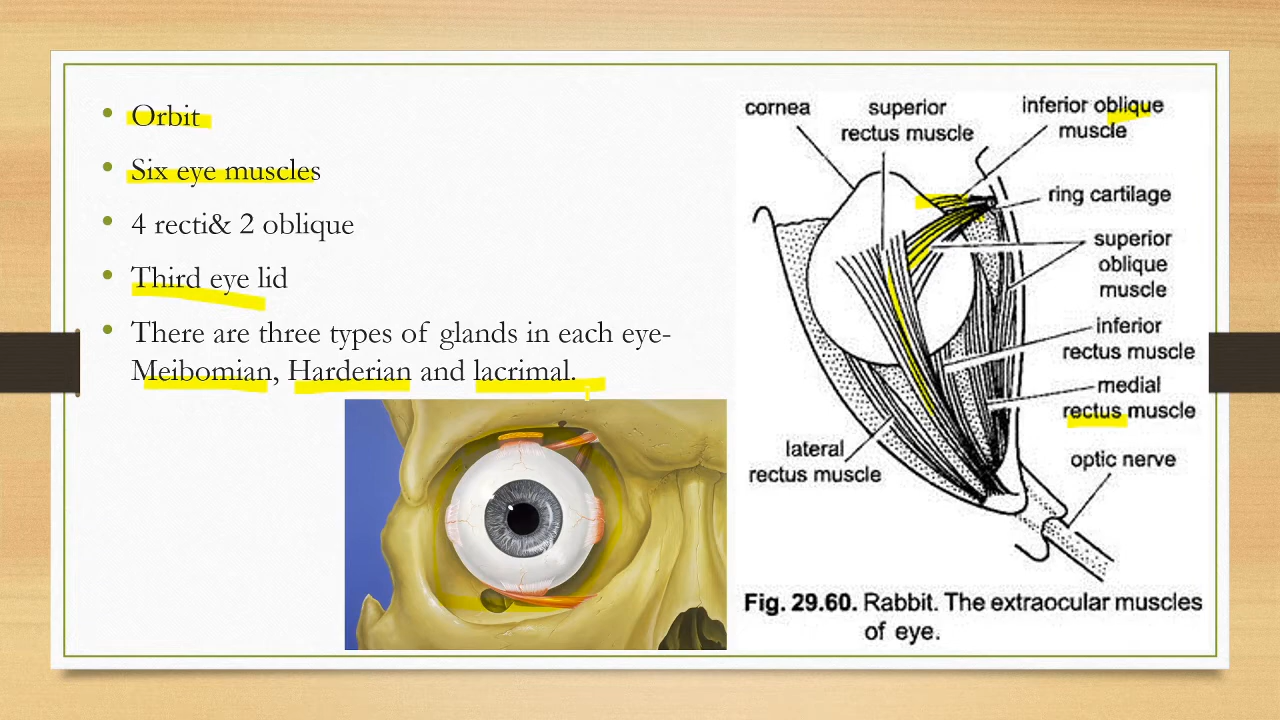 Orbit
Six eye muscles
4 recti& 2 oblique
Third eye lid
There are three types of glands in each eye-
Meibomian, Harderian and lacrimal.
cornea
superior
rectus muscle
inferior oblique
muscle
ring cartilage
superior
oblique
muscle
inferior
rectus muscle
medial
rectus muscle
lateral
rectus muscle
optic nerve
Fig. 29.60. Rabbit. The extraocular muscles
of eye.